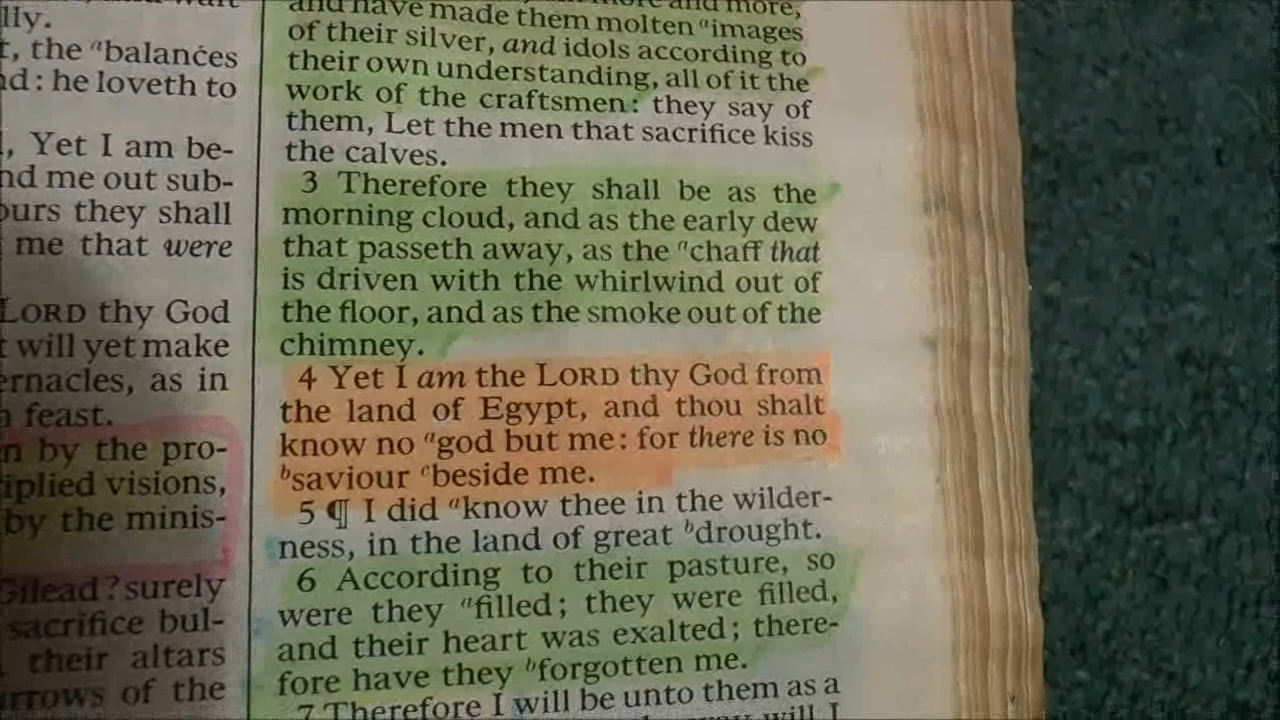 lly.
t, the "balances
nd: he loveth to
, Yet I am be-
nd me out sub-
ours they shall
me that were
LORD thy God
t will yet make
ernacles, as in
a feast.
n by the pro-
tiplied visions,
by the minis-
Gilead? surely
sacrifice bul-
their altars
urrows of the
and have made them molten ᵃimages
of their silver, and idols according to
their own understanding, all of it the
work of the craftsmen: they say of
them, Let the men that sacrifice kiss
the calves.
3 Therefore they shall be as the
morning cloud, and as the early dew
that passeth away, as the ᵃchaff that
is driven with the whirlwind out of
the floor, and as the smoke out of the
chimney.
4 Yet I am the LORD thy God from
the land of Egypt, and thou shalt
know no ᵃgod but me: for there is no
ᵇsaviour ᶜbeside me.
5 ¶ I did ᵃknow thee in the wilder-
ness, in the land of great ᵇdrought.
6 According to their pasture, so
were they ᵃfilled; they were filled,
and their heart was exalted; there-
fore have they ᵇforgotten me.
7 Therefore I will be unto them as a
will I